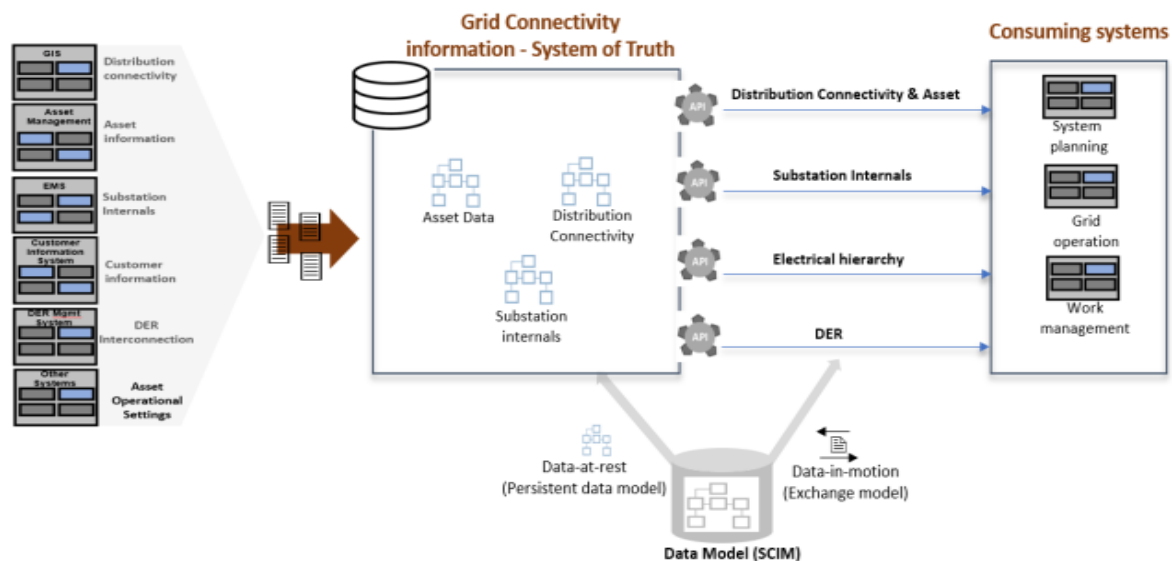 Grid Connectivity
information - System of Truth
Consuming systems
GIS
Distribution
connectivity
Asset
Management
Asset
information
EMS
Substation
Internals
Customer
Information
System
Customer
information
DER Mgmt
System
DER
Interconnection
Other
Systems
Asset
Operational
Settings
Asset Data
Distribution
Connectivity
Substation
internals
API
Distribution Connectivity & Asset
API
Substation Internals
API
Electrical hierarchy
API
DER
System
planning
Grid
operation
Work
management
Data-at-rest
(Persistent data model)
Data-in-motion
(Exchange model)
Data Model (SCIM)